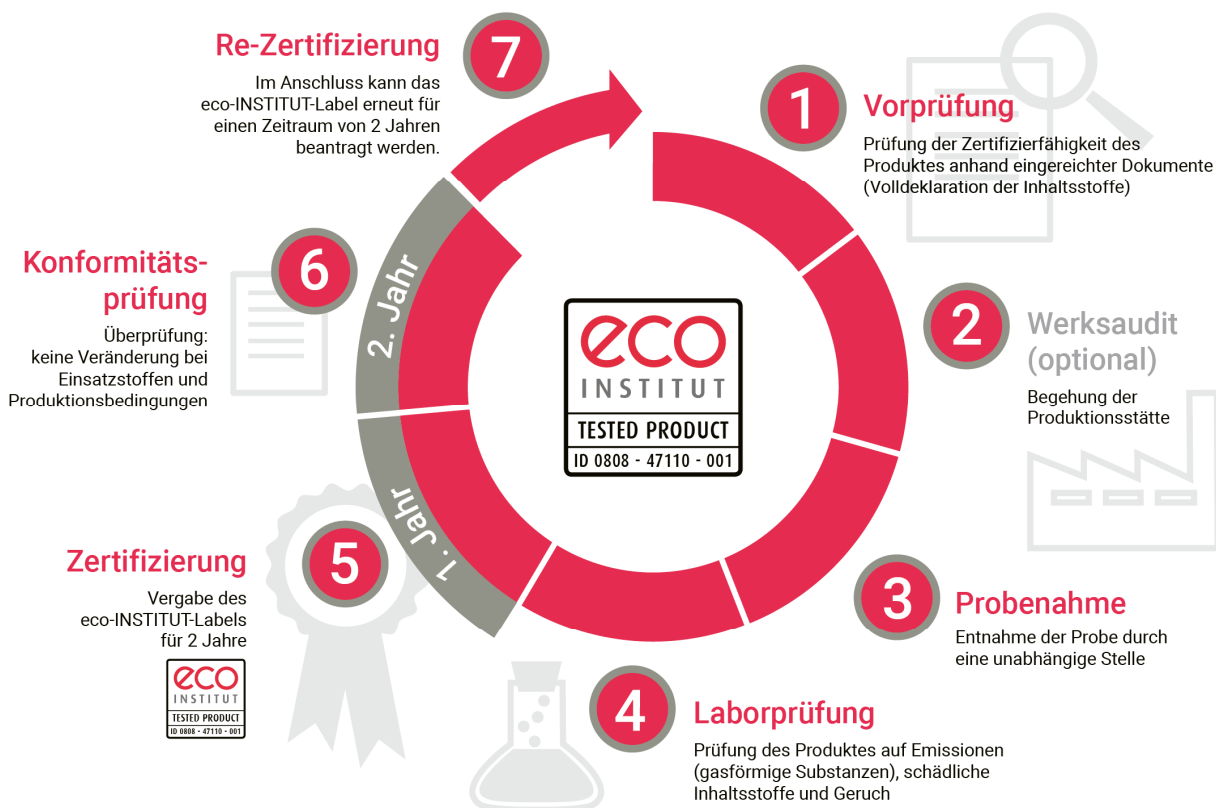 1
Vorprüfung
Prüfung der Zertifizierfähigkeit des
Produktes anhand eingereichter Dokumente
(Volldeklaration der Inhaltsstoffe)
2
Werksaudit
(optional)
Begehung der
Produktionsstätte
3
Probenahme
Entnahme der Probe durch
eine unabhängige Stelle
4
Laborprüfung
Prüfung des Produktes auf Emissionen
(gasförmige Substanzen), schädliche
Inhaltsstoffe und Geruch
5
Zertifizierung
Vergabe des
eco-INSTITUT-Labels
für 2 Jahre
eco
INSTITUT
TESTED PRODUCT
ID 0808 - 47110 - 001
1. Jahr
6
Konformitäts-
prüfung
Überprüfung:
keine Veränderung bei
Einsatzstoffen und
Produktionsbedingungen
2. Jahr
7
Re-Zertifizierung
Im Anschluss kann das
eco-INSTITUT-Label erneut für
einen Zeitraum von 2 Jahren
beantragt werden.
eco
INSTITUT
TESTED PRODUCT
ID 0808 - 47110 - 001